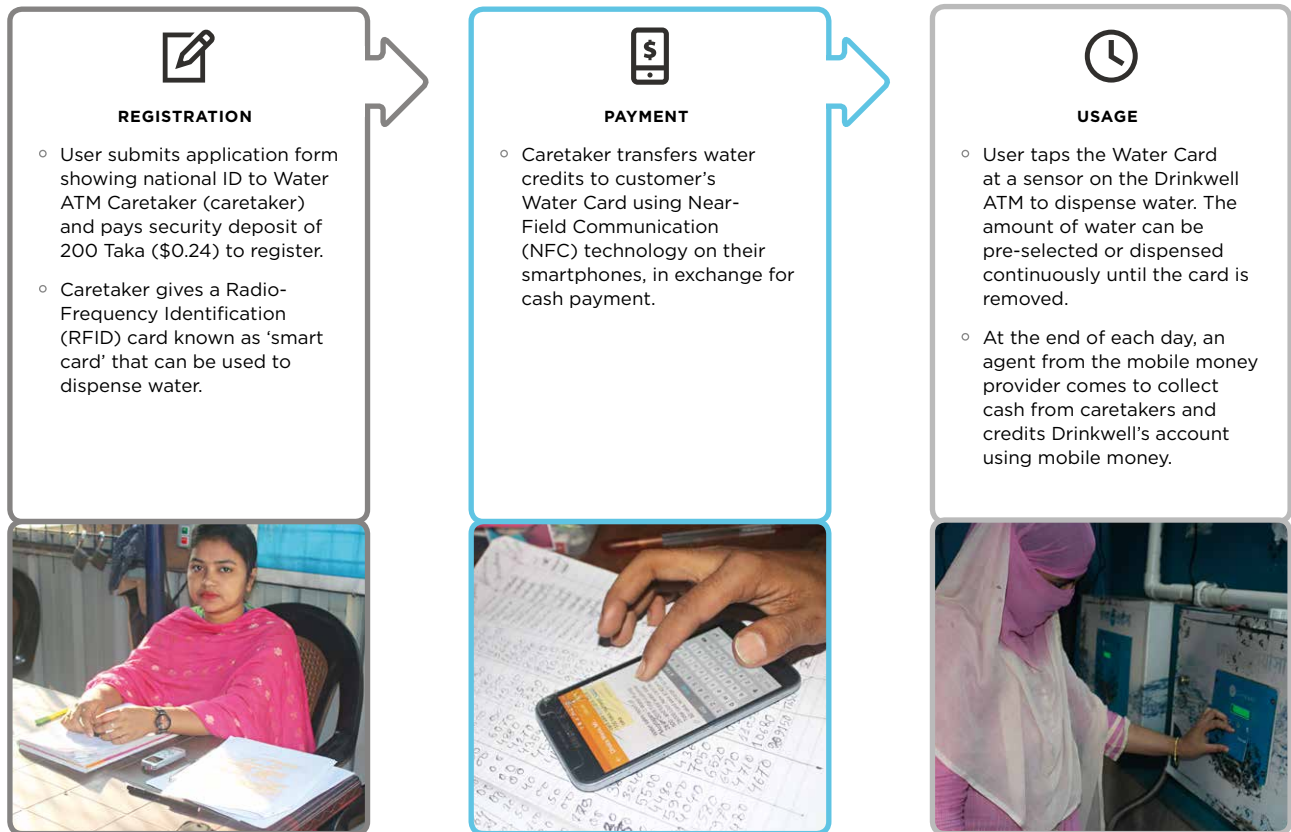 REGISTRATION
User submits application form
showing national ID to Water
ATM Caretaker (caretaker)
and pays security deposit of
200 Taka ($0.24) to register.
Caretaker gives a Radio-
Frequency Identification
(RFID) card known as ‘smart
card’ that can be used to
dispense water.
$
PAYMENT
Caretaker transfers water
credits to customer’s
Water Card using Near-
Field Communication
(NFC) technology on their
smartphones, in exchange for
cash payment.
USAGE
User taps the Water Card
at a sensor on the Drinkwell
ATM to dispense water. The
amount of water can be
pre-selected or dispensed
continuously until the card is
removed.
At the end of each day, an
agent from the mobile money
provider comes to collect
cash from caretakers and
credits Drinkwell’s account
using mobile money.